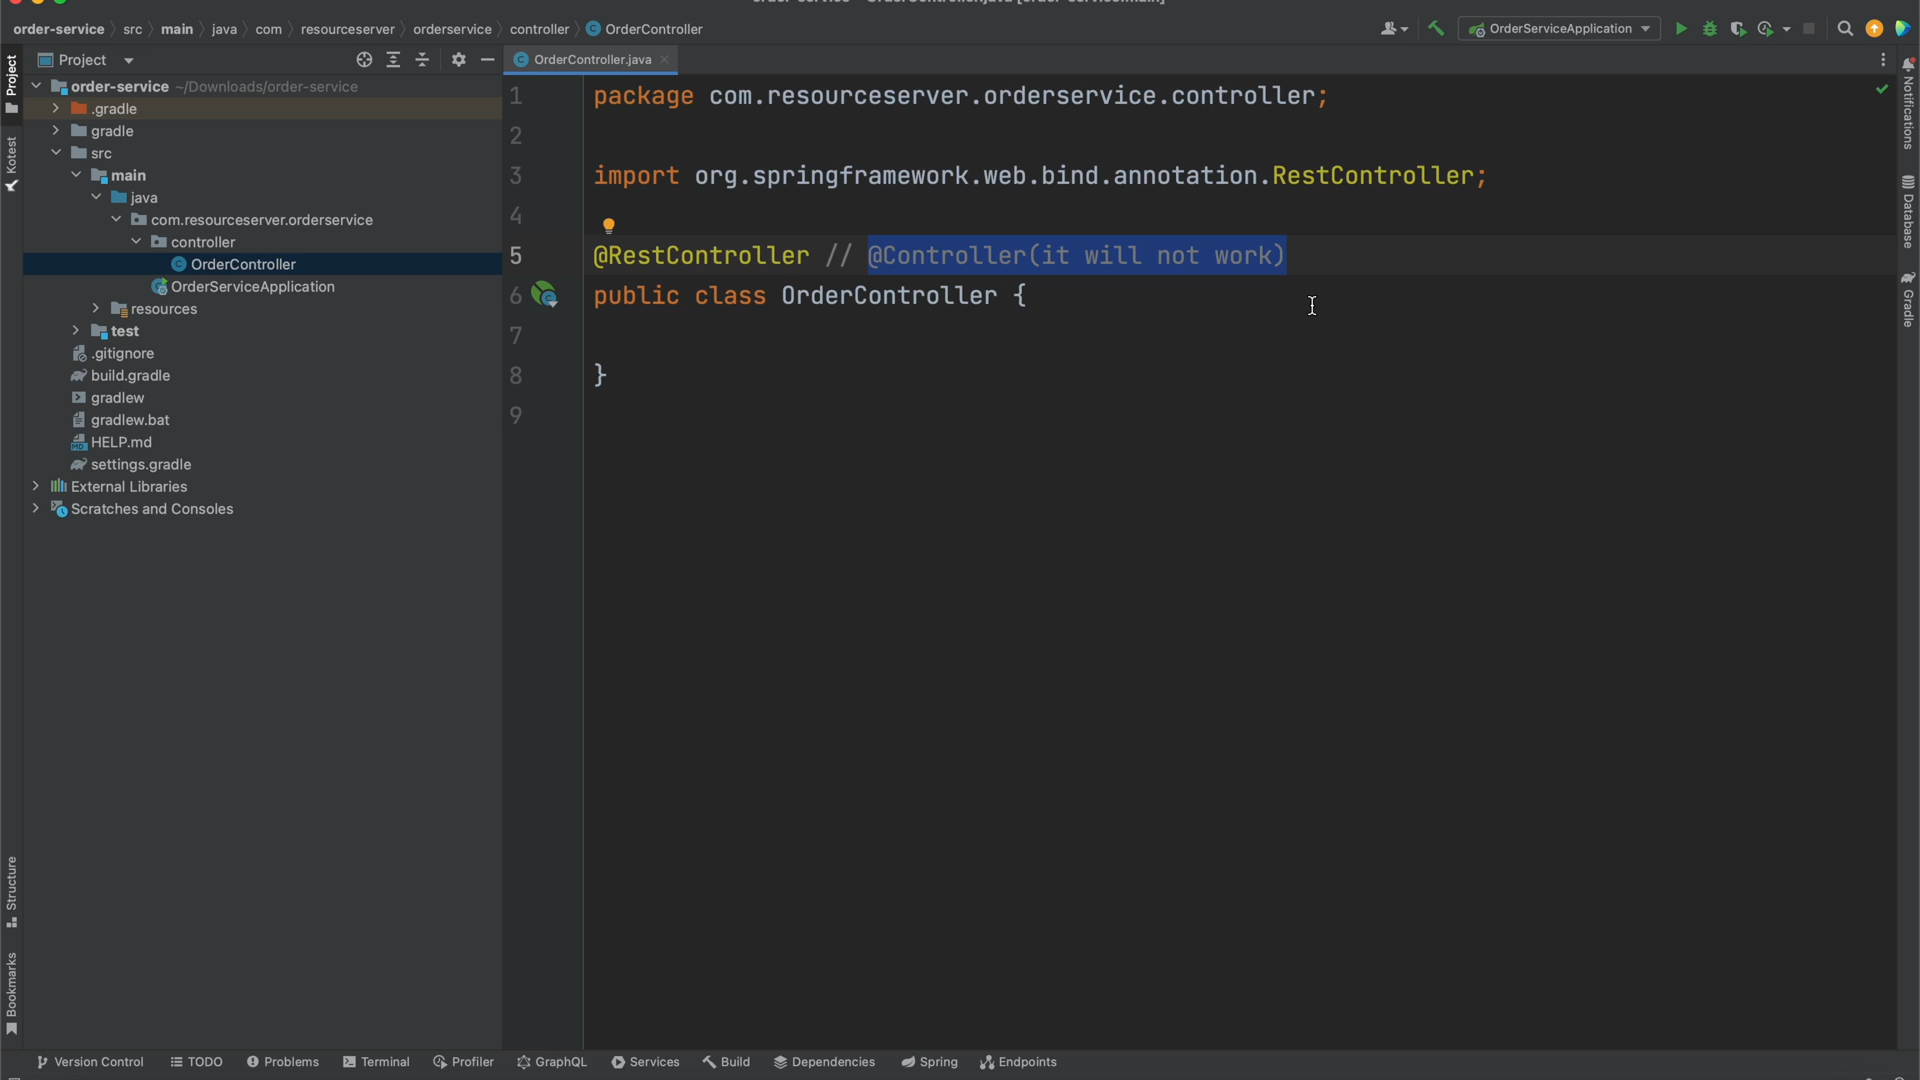 order-service src main java com resourceserver orderservice controller OrderController
OrderServiceApplication
Project
order-service ~/Downloads/order-service
.gradle
gradle
src
main
java
com.resourceserver.orderservice
controller
OrderController
OrderServiceApplication
resources
test
.gitignore
build.gradle
gradlew
gradlew.bat
HELP.md
settings.gradle
External Libraries
Scratches and Consoles
Project
Kotest
Structure
Bookmarks
OrderController.java
1 package com.resourceserver.orderservice.controller;
2
3 import org.springframework.web.bind.annotation.RestController;
4
5 @RestController // @Controller(it will not work)
6 public class OrderController {
7
8 }
9
Notifications
Database
Gradle
Version Control TODO Problems Terminal Profiler GraphQL Services Build Dependencies Spring Endpoints